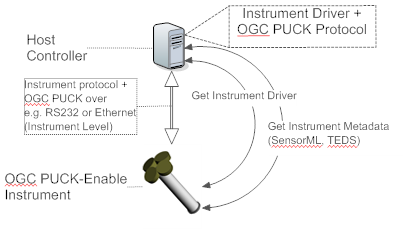 Instrument Driver +
OGC PUCK Protocol
Host
Controller
Instrument protocol +
OGC PUCK over
e.g. RS232 or Ethernet
(Instrument Level)
Get Instrument Driver
Get Instrument Metadata
(SensorML, TEDS)
OGC PUCK-Enable
Instrument